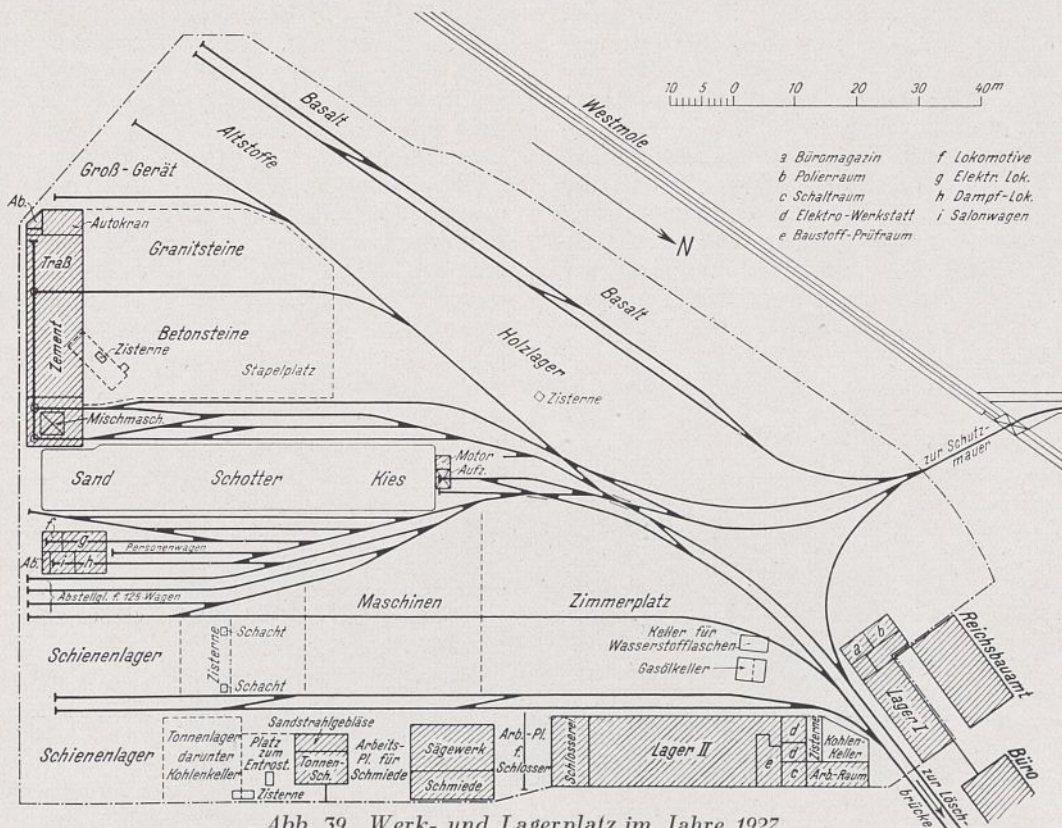 10 5 0 10 20 30 40m
Westmole
Basalt
Altstoffe
Groß-Gerät
a Büromagazin
b Polierraum
c Schaltraum
d Elektro-Werkstatt
e Baustoff-Prüfraum
f Lokomotive
g Elektr. Lok.
h Dampf-Lok.
i Salonwagen
N
Ab.
Autokran
Traß
Granitsteine
Basalt
Zement
Betonsteine
Zisterne
Stapelplatz
Holzlager
Zisterne
Mischmasch.
zur Schutz-
mauer
Motor
Aufz.
Sand
Schotter
Kies
f
g
Personenwagen
Ab.
i
h
Abstellgl. f. 125 Wagen
Maschinen
Zimmerplatz
Schienenlager
Zisterne
Schacht
Schacht
Keller für
Wasserstofflaschen
Gasölkeller
a
b
Reichsbauamt
Lager I
Büro
zur Lösch-
brücke
Schienenlager
Tonnenlager
darunter
Kohlenkeller
Platz
zum
Entrost.
Zisterne
Sandstrahlgebläse
Tonnen-
Sch.
Arbeits-
Pl. für
Schmiede
Sägewerk
Schmiede
Arb.-Pl.
f.
Schlosser
Schlosserei
Lager II
e
d
d
c
Zisterne
Kohlen-
Keller
Arb.-Raum
Abb. 39. Werk- und Lagerplatz im Jahre 1927